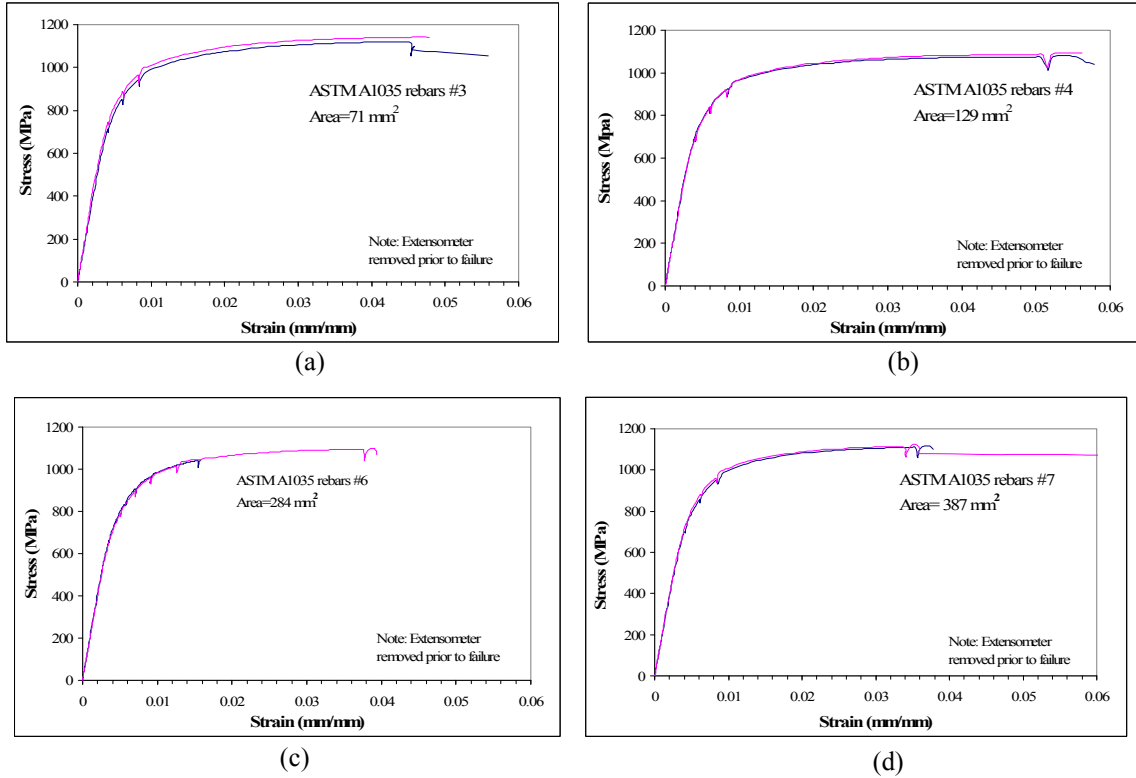 1200
1000
800
600
400
200
0
Stress (MPa)
ASTM A1035 rebars #3
Area=71 mm²
Note: Extensometer
removed prior to failure
0 0.01 0.02 0.03 0.04 0.05 0.06
Strain (mm/mm)
(a)
1200
1000
800
600
400
200
0
Stress (Mpa)
ASTM A1035 rebars #4
Area=129 mm²
Note: Extensometer
removed prior to failure
0 0.01 0.02 0.03 0.04 0.05 0.06
Strain (mm/mm)
(b)
1200
1000
800
600
400
200
0
Stress (MPa)
ASTM A1035 rebars #6
Area=284 mm²
Note: Extensometer
removed prior to failure
0 0.01 0.02 0.03 0.04 0.05 0.06
Strain (mm/mm)
(c)
1200
1000
800
600
400
200
0
Stress (MPa)
ASTM A1035 rebars #7
Area= 387 mm²
Note: Extensometer
removed prior to failure
0 0.01 0.02 0.03 0.04 0.05 0.06
Strain (mm/mm)
(d)